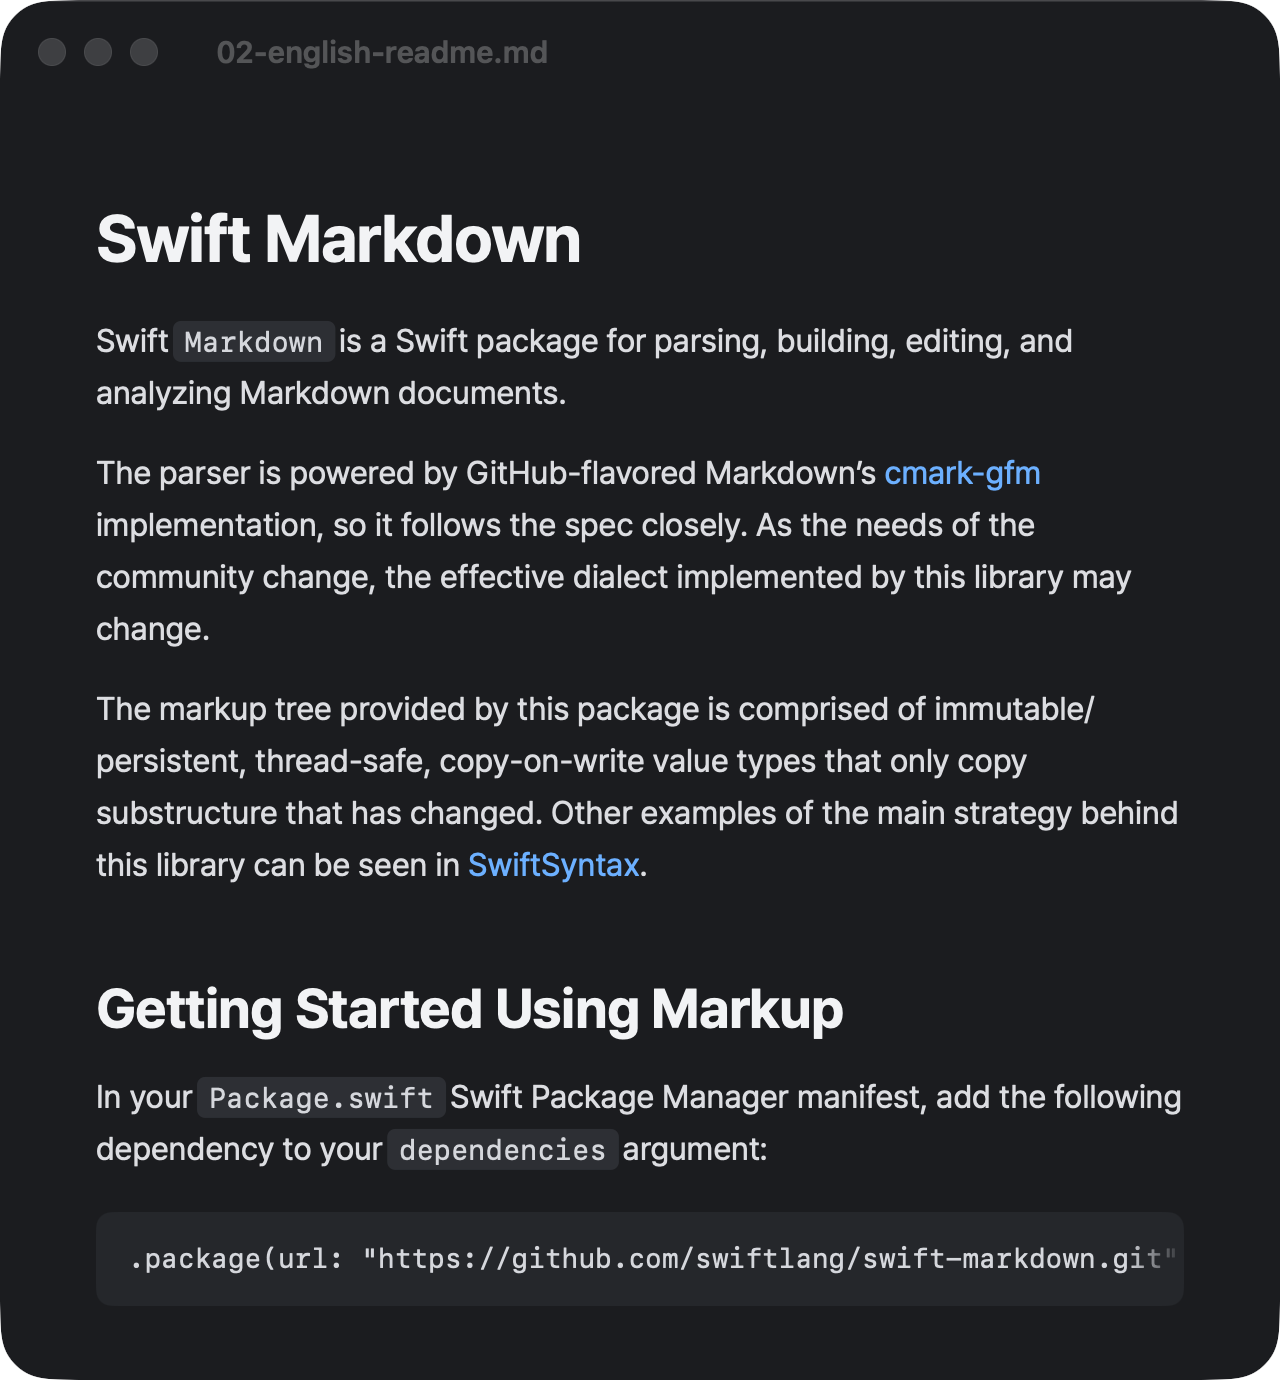 02-english-readme.md
Swift Markdown
Swift Markdown is a Swift package for parsing, building, editing, and
analyzing Markdown documents.
The parser is powered by GitHub-flavored Markdown’s cmark-gfm
implementation, so it follows the spec closely. As the needs of the
community change, the effective dialect implemented by this library may
change.
The markup tree provided by this package is comprised of immutable/
persistent, thread-safe, copy-on-write value types that only copy
substructure that has changed. Other examples of the main strategy behind
this library can be seen in SwiftSyntax.
Getting Started Using Markup
In your Package.swift Swift Package Manager manifest, add the following
dependency to your dependencies argument:
.package(url: "https://github.com/swiftlang/swift-markdown.git"